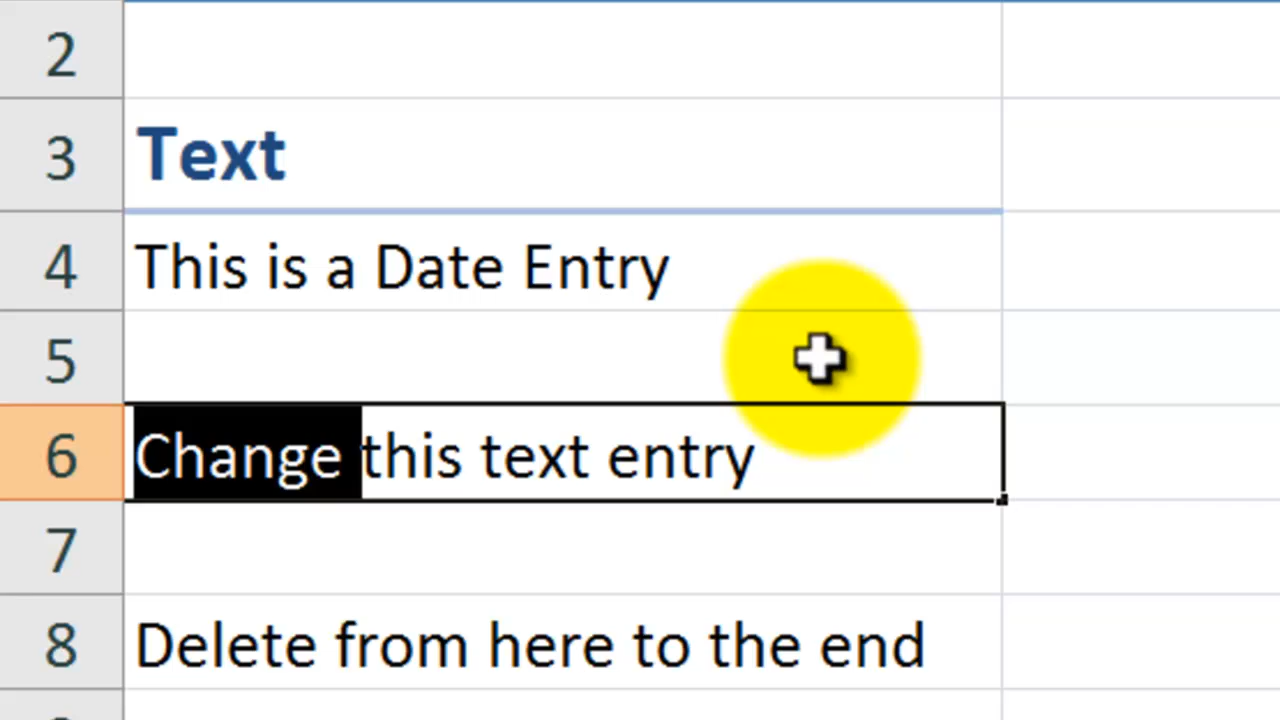 2
3 Text
4 This is a Date Entry
5
6 Change this text entry
7
8 Delete from here to the end